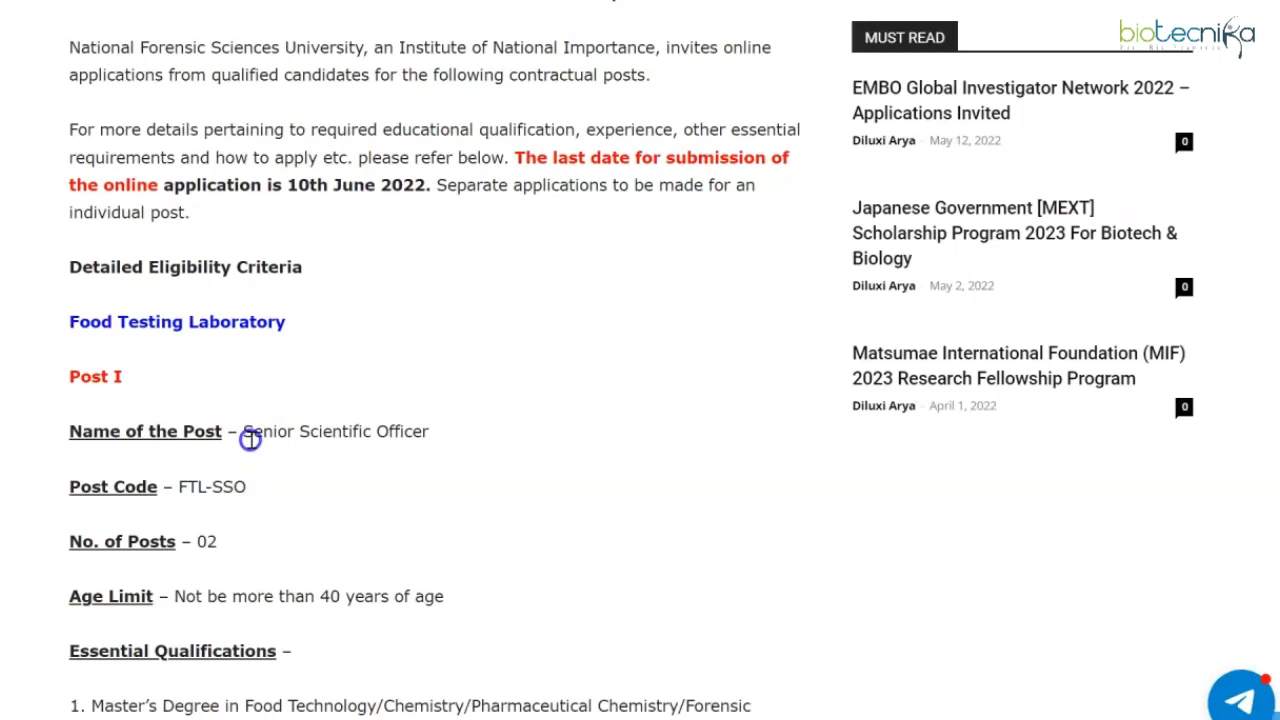 National Forensic Sciences University, an Institute of National Importance, invites online
applications from qualified candidates for the following contractual posts.
For more details pertaining to required educational qualification, experience, other essential
requirements and how to apply etc. please refer below. The last date for submission of
the online application is 10th June 2022. Separate applications to be made for an
individual post.
Detailed Eligibility Criteria
Food Testing Laboratory
Post I
Name of the Post – Senior Scientific Officer
Post Code – FTL-SSO
No. of Posts – 02
Age Limit – Not be more than 40 years of age
Essential Qualifications –
1. Master’s Degree in Food Technology/Chemistry/Pharmaceutical Chemistry/Forensic
MUST READ
biotecnika
EMBO Global Investigator Network 2022 –
Applications Invited
Diluxi Arya - May 12, 2022
0
Japanese Government [MEXT]
Scholarship Program 2023 For Biotech &
Biology
Diluxi Arya - May 2, 2022
0
Matsumae International Foundation (MIF)
2023 Research Fellowship Program
Diluxi Arya - April 1, 2022
0